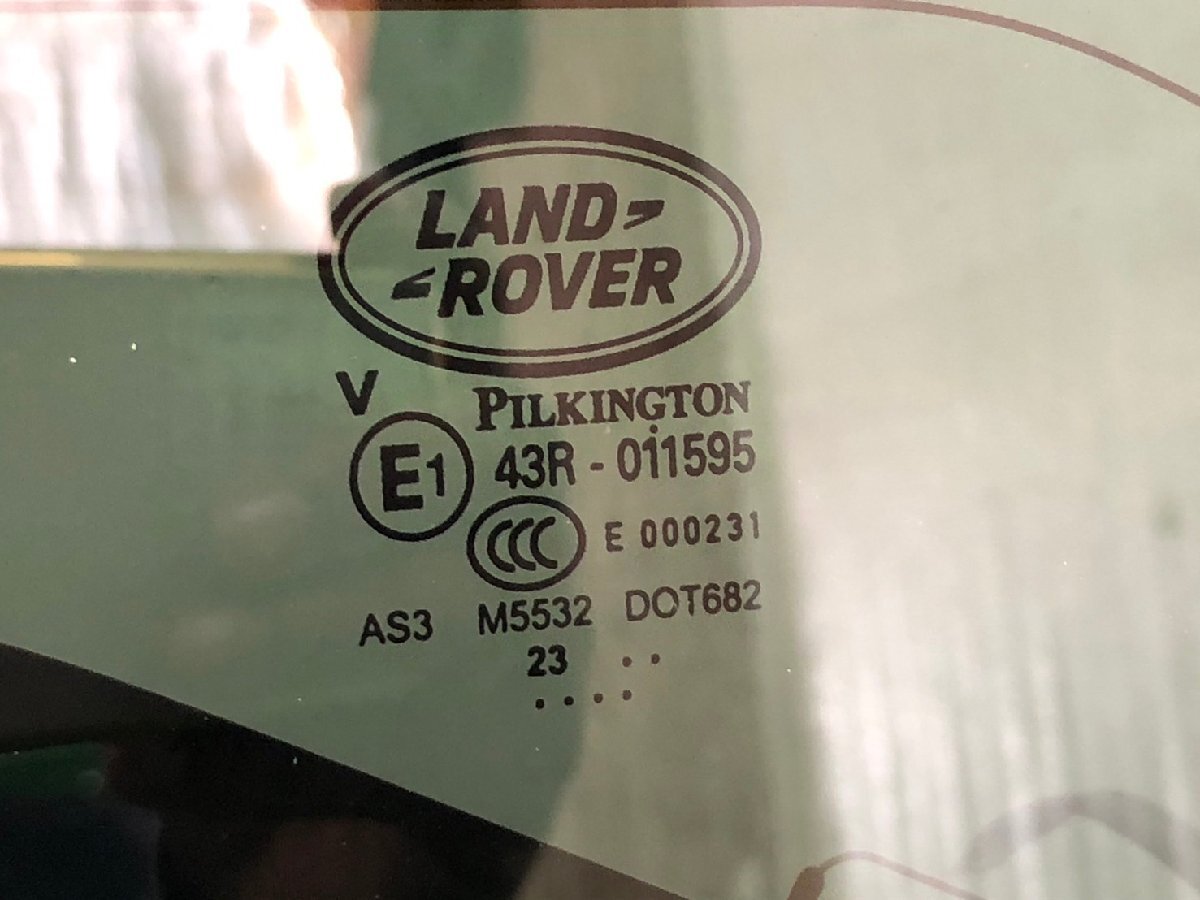 LAND
ROVER
V
PILKINGTON
E1 43R - 011595
CCC E 000231
AS3 M5532 DOT682
23 . .
. . . .